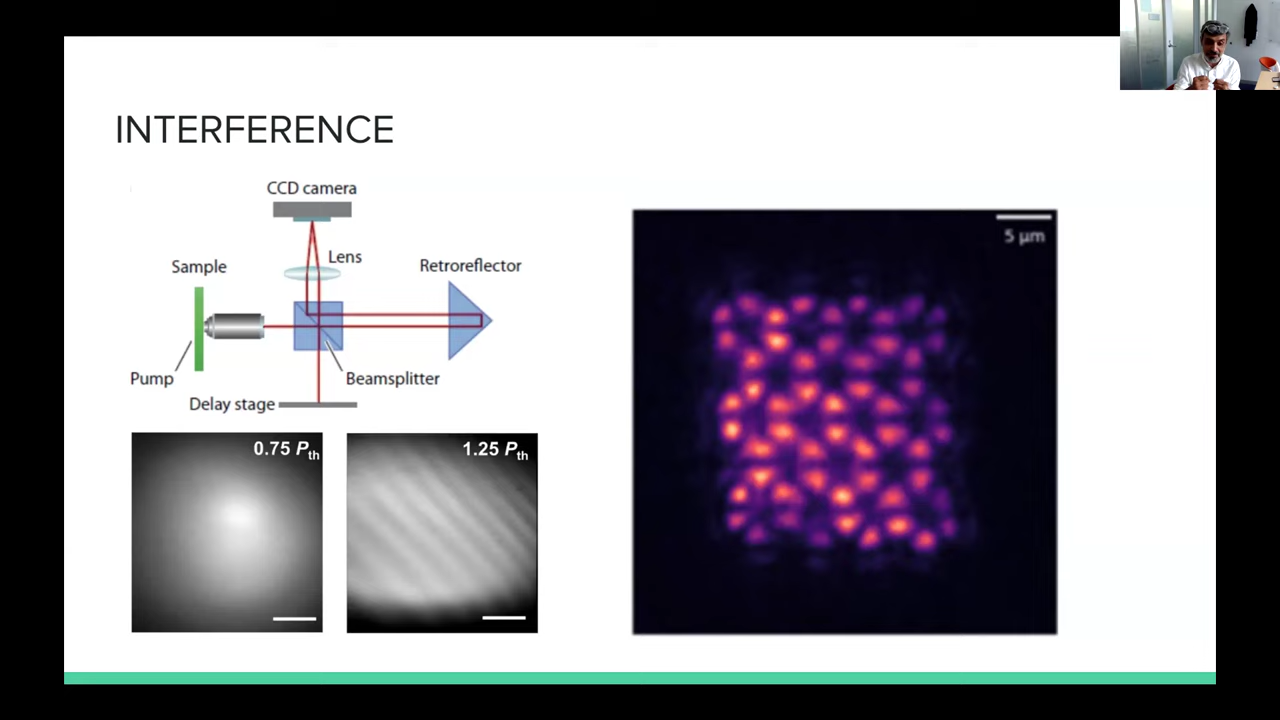 INTERFERENCE
CCD camera
Lens
Sample
Retroreflector
Pump
Beamsplitter
Delay stage
0.75 Pth
1.25 Pth
5 µm